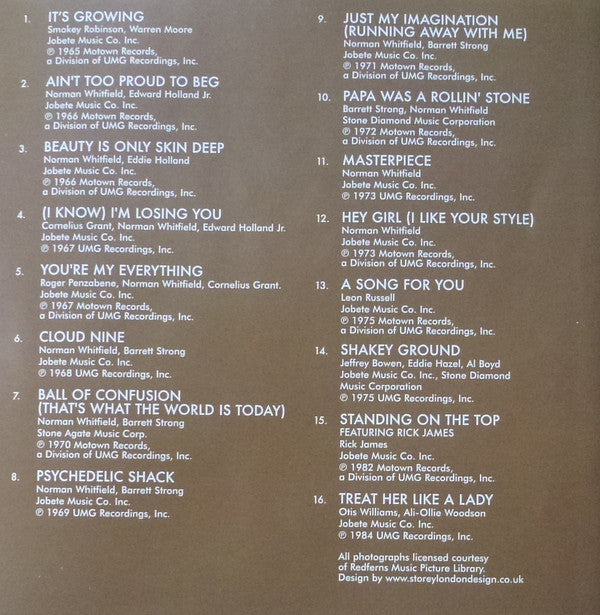 1. IT'S GROWING
Smokey Robinson, Warren Moore
Jobete Music Co. Inc.
℗ 1965 Motown Records,
a Division of UMG Recordings, Inc.
2. AIN'T TOO PROUD TO BEG
Norman Whitfield, Edward Holland Jr.
Jobete Music Co. Inc.
℗ 1966 Motown Records,
a Division of UMG Recordings, Inc.
3. BEAUTY IS ONLY SKIN DEEP
Norman Whitfield, Eddie Holland
Jobete Music Co. Inc.
℗ 1966 Motown Records,
a Division of UMG Recordings, Inc.
4. (I KNOW) I'M LOSING YOU
Cornelius Grant, Norman Whitfield, Edward Holland Jr.
Jobete Music Co. Inc.
℗ 1967 UMG Recordings, Inc.
5. YOU'RE MY EVERYTHING
Roger Penzabene, Norman Whitfield, Cornelius Grant.
Jobete Music Co. Inc.
℗ 1967 Motown Records,
a Division of UMG Recordings, Inc.
6. CLOUD NINE
Norman Whitfield, Barrett Strong
Jobete Music Co. Inc.
℗ 1968 UMG Recordings, Inc.
7. BALL OF CONFUSION
(THAT'S WHAT THE WORLD IS TODAY)
Norman Whitfield, Barrett Strong
Stone Agate Music Corp.
℗ 1970 Motown Records,
a Division of UMG Recordings, Inc.
8. PSYCHEDELIC SHACK
Norman Whitfield, Barrett Strong
Jobete Music Co. Inc.
℗ 1969 UMG Recordings, Inc.
9. JUST MY IMAGINATION
(RUNNING AWAY WITH ME)
Norman Whitfield, Barrett Strong
Jobete Music Co. Inc.
℗ 1971 Motown Records,
a Division of UMG Recordings, Inc.
10. PAPA WAS A ROLLIN' STONE
Barrett Strong, Norman Whitfield
Stone Diamond Music Corporation
℗ 1972 Motown Records,
a Division of UMG Recordings, Inc.
11. MASTERPIECE
Norman Whitfield
Jobete Music Co. Inc.
℗ 1973 UMG Recordings, Inc.
12. HEY GIRL (I LIKE YOUR STYLE)
Norman Whitfield
Jobete Music Co. Inc.
℗ 1973 Motown Records,
a Division of UMG Recordings, Inc.
13. A SONG FOR YOU
Leon Russell
Jobete Music Co. Inc.
℗ 1975 Motown Records,
a Division of UMG Recordings, Inc.
14. SHAKEY GROUND
Jeffrey Bowen, Eddie Hazel, Al Boyd
Jobete Music Co. Inc., Stone Diamond
Music Corporation
℗ 1975 UMG Recordings, Inc.
15. STANDING ON THE TOP
FEATURING RICK JAMES
Rick James
Jobete Music Co. Inc.
℗ 1982 Motown Records,
a Division of UMG Recordings, Inc.
16. TREAT HER LIKE A LADY
Otis Williams, Ali-Ollie Woodson
Jobete Music Co. Inc.
℗ 1984 UMG Recordings, Inc.
All photographs licensed courtesy
of Redferns Music Picture Library.
Design by www.storeylondondesign.co.uk